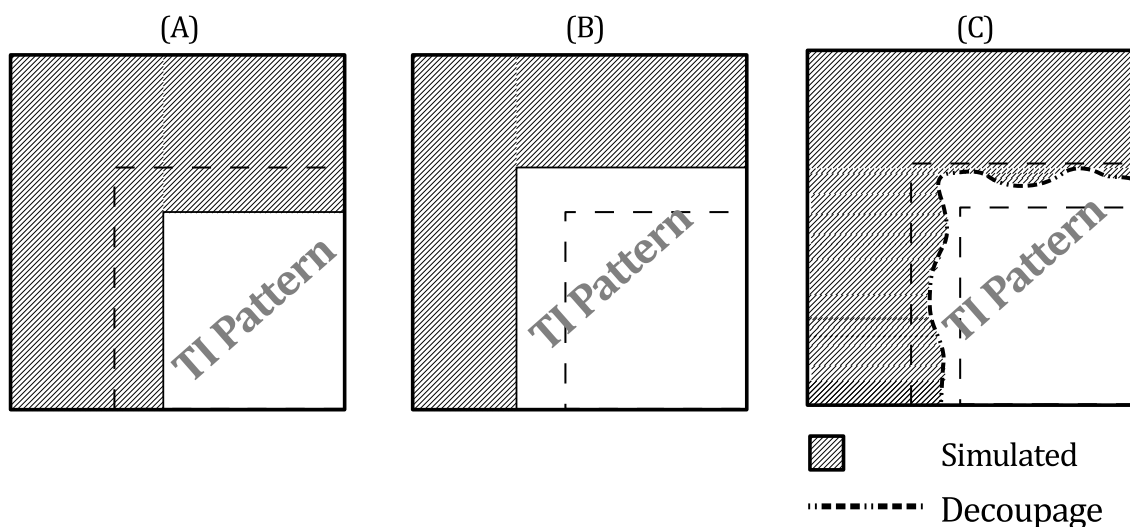 (A)
(B)
(C)
TI Pattern
TI Pattern
TI Pattern
Simulated
Decoupage